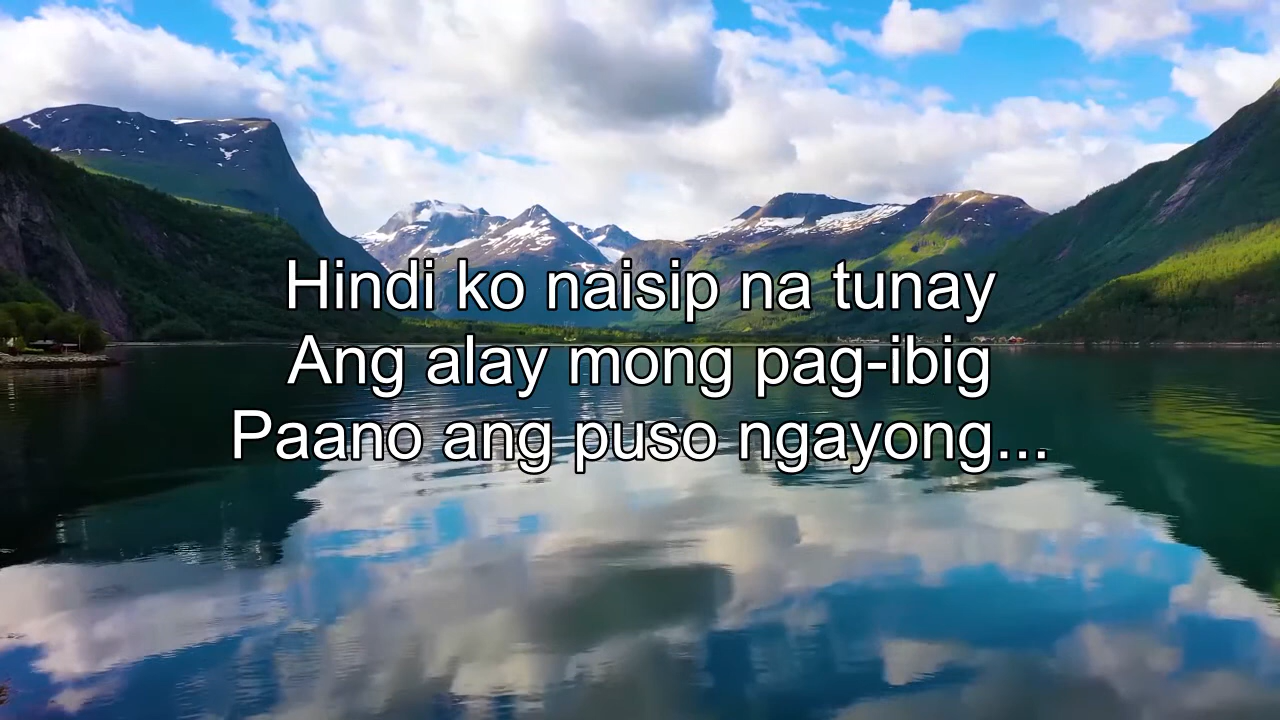 Hindi ko naisip na tunay
Ang alay mong pag-ibig
Paano ang puso ngayong...